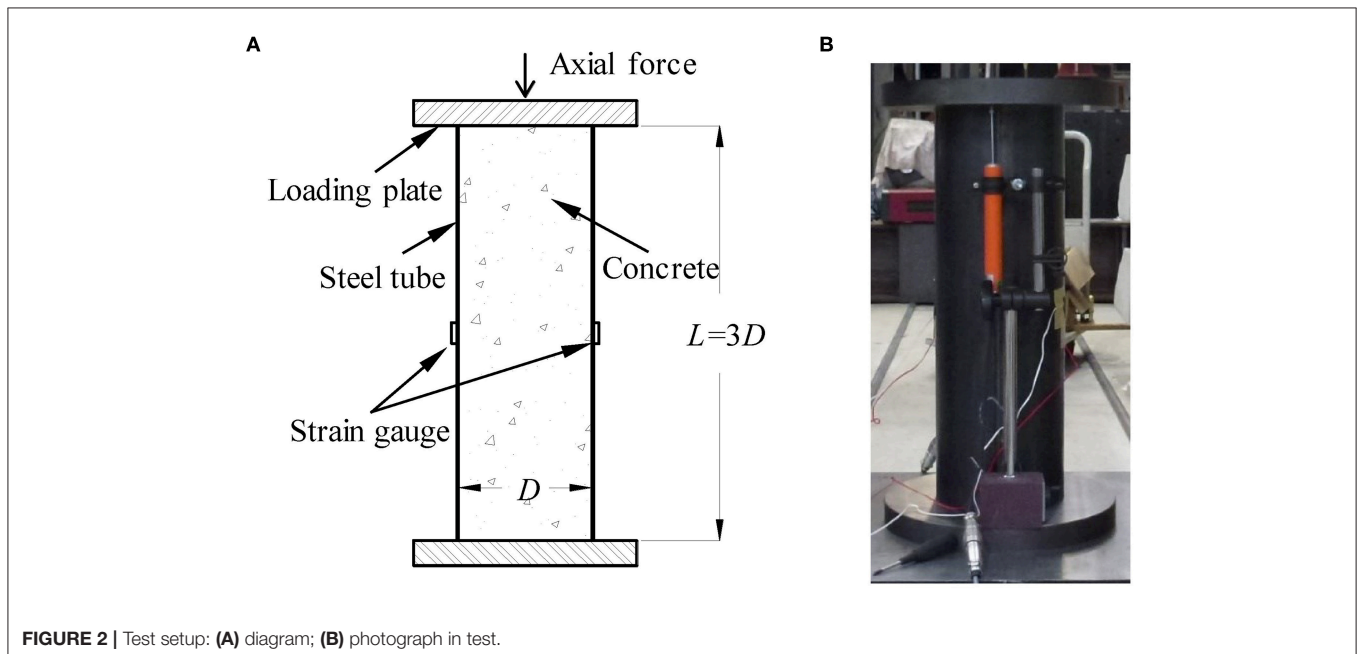 A
Axial force
Loading plate
Steel tube
Concrete
L=3D
Strain gauge
D
B
FIGURE 2 | Test setup: (A) diagram; (B) photograph in test.